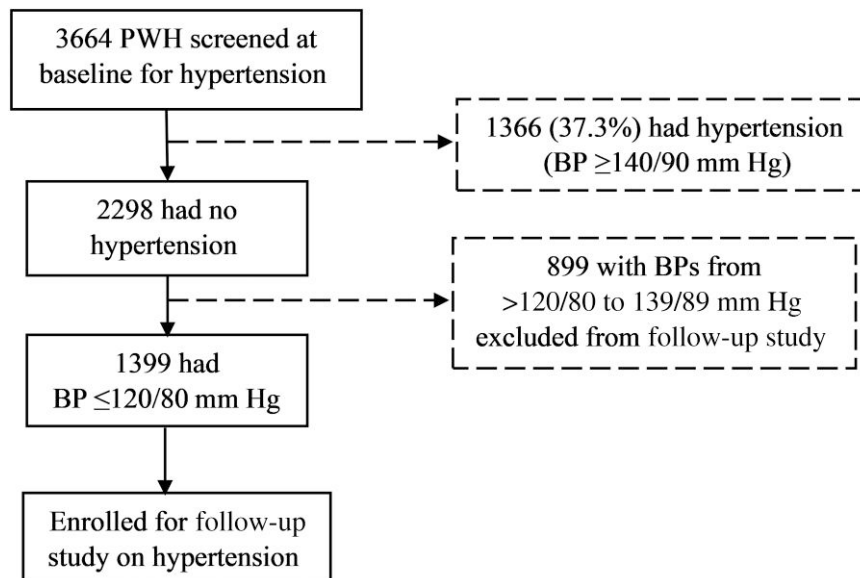 3664 PWH screened at
baseline for hypertension
1366 (37.3%) had hypertension
(BP ≥140/90 mm Hg)
2298 had no
hypertension
899 with BPs from
>120/80 to 139/89 mm Hg
excluded from follow-up study
1399 had
BP ≤120/80 mm Hg
Enrolled for follow-up
study on hypertension